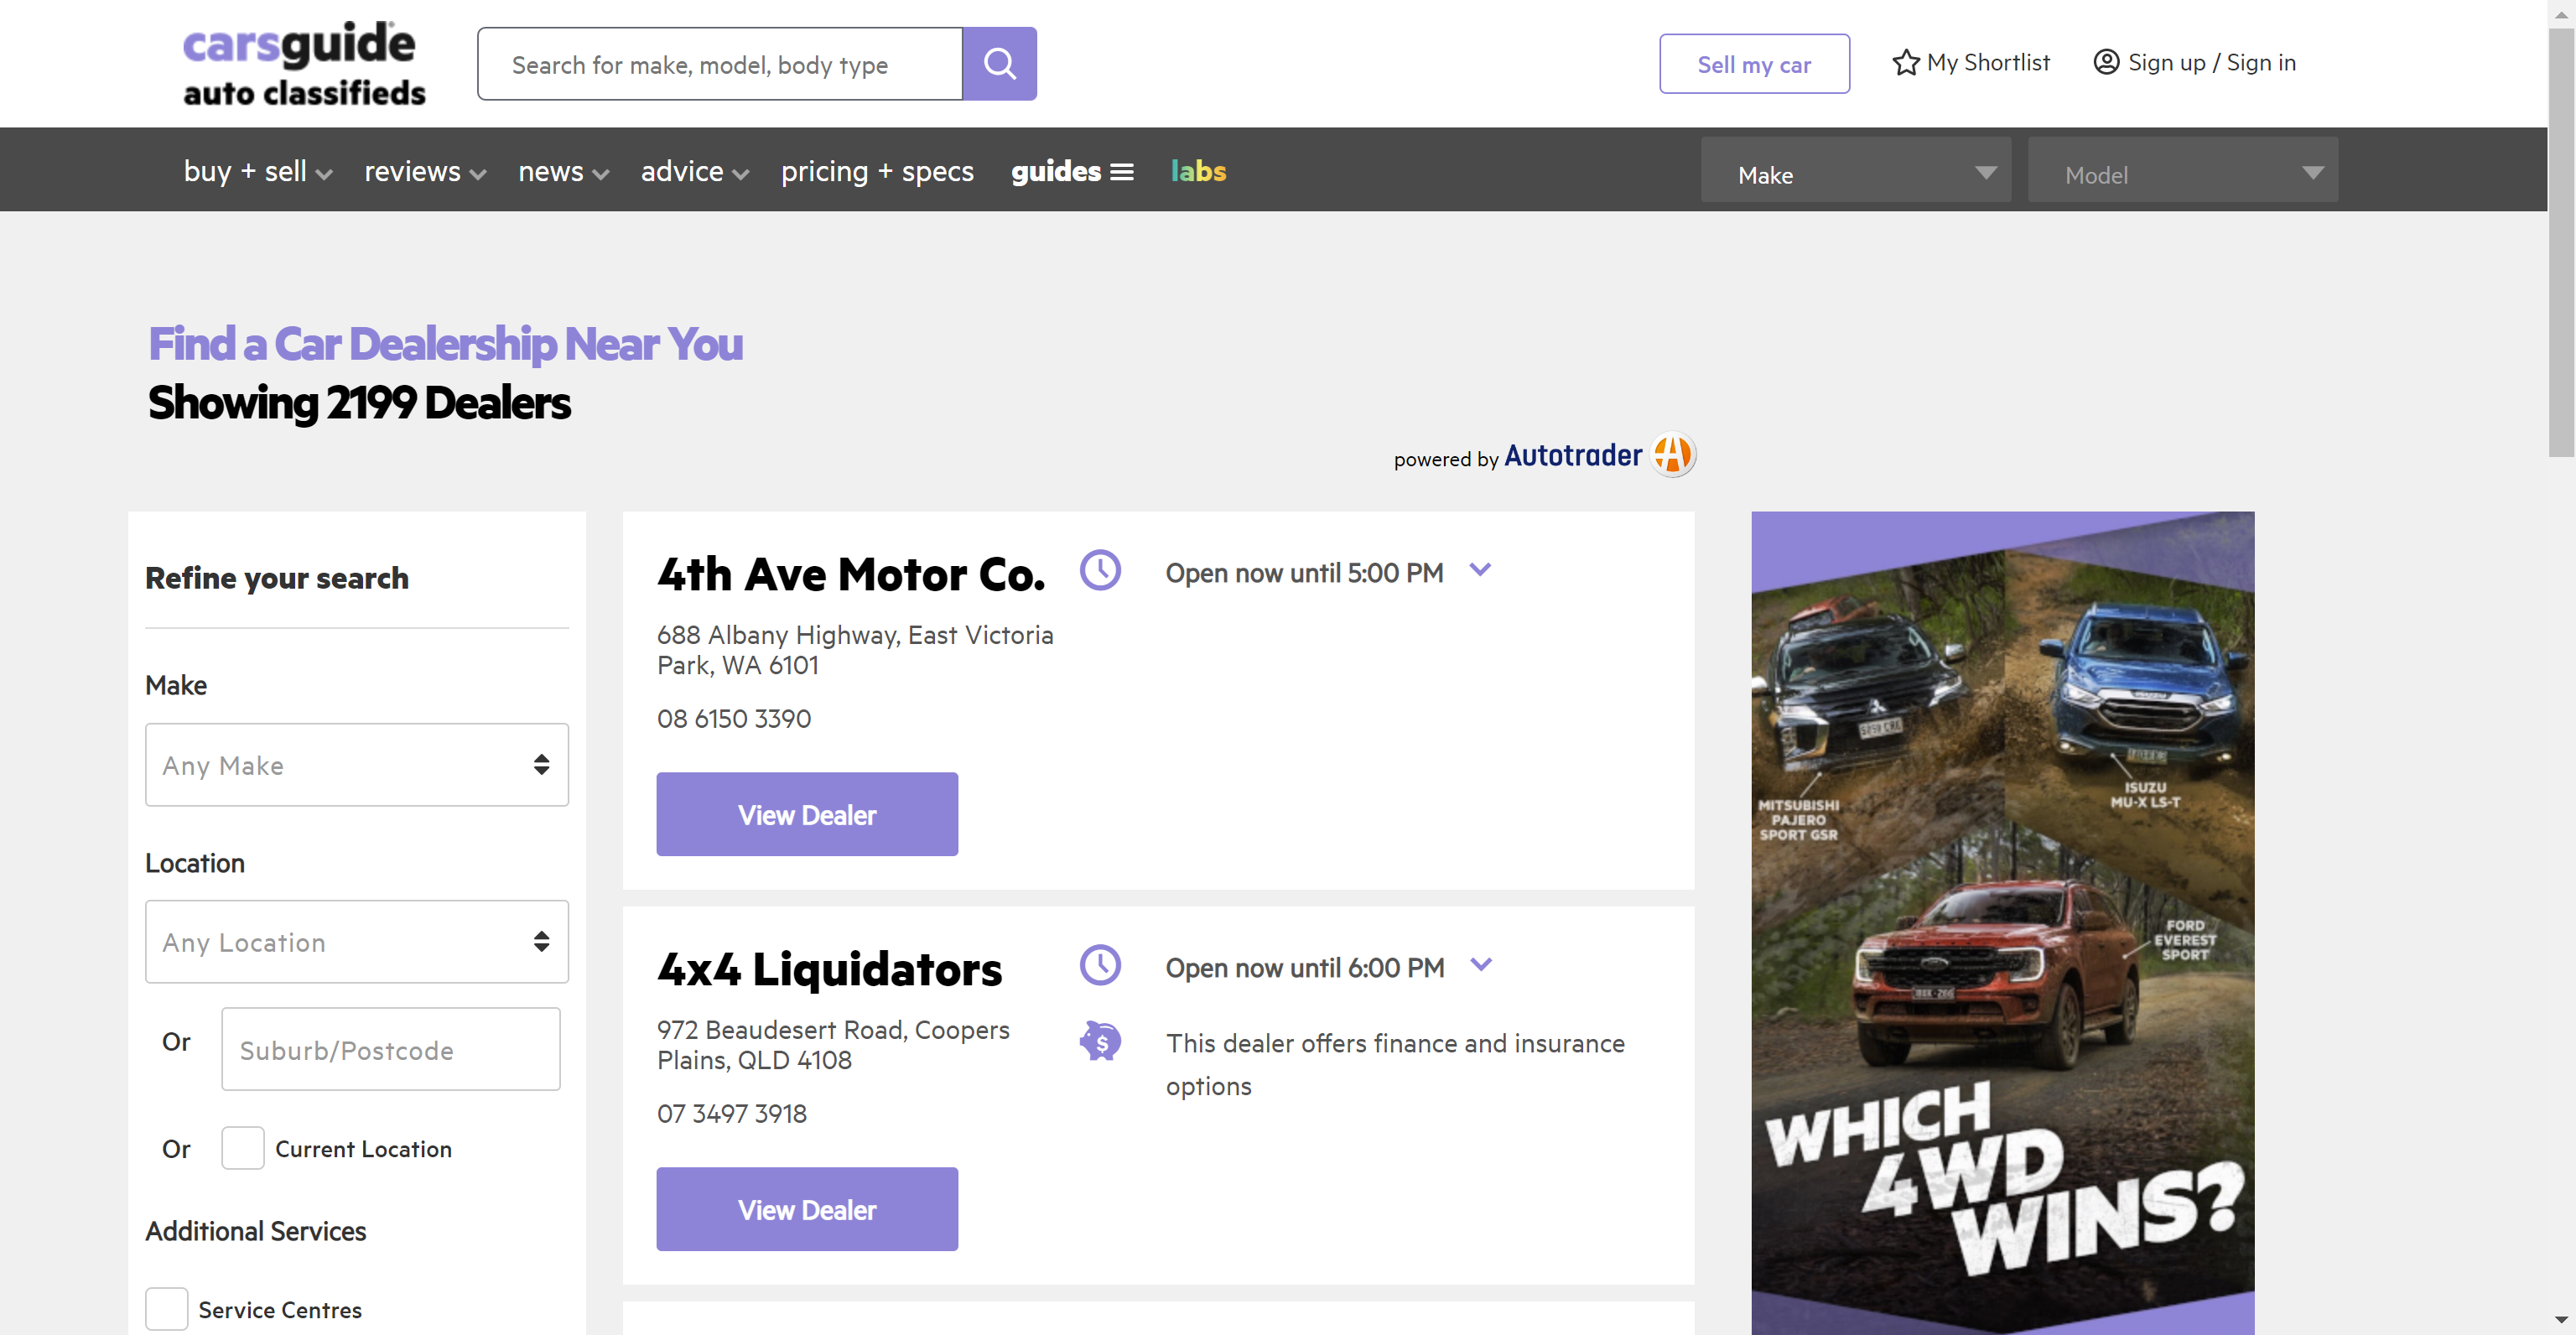 carsguide
auto classifieds
Search for make, model, body type
Sell my car
My Shortlist
Sign up / Sign in
buy + sell
reviews
news
advice
pricing + specs
guides
labs
Make
Model
Find a Car Dealership Near You
Showing 2199 Dealers
powered by Autotrader
Refine your search
Make
Any Make
Location
Any Location
Or
Suburb/Postcode
Or
Current Location
Additional Services
Service Centres
4th Ave Motor Co.
688 Albany Highway, East Victoria
Park, WA 6101
08 6150 3390
View Dealer
Open now until 5:00 PM
4x4 Liquidators
972 Beaudesert Road, Coopers
Plains, QLD 4108
07 3497 3918
View Dealer
Open now until 6:00 PM
This dealer offers finance and insurance
options
MITSUBISHI
PAJERO
SPORT GSR
ISUZU
MU-X LS-T
FORD
EVEREST
SPORT
WHICH
4WD
WINS?